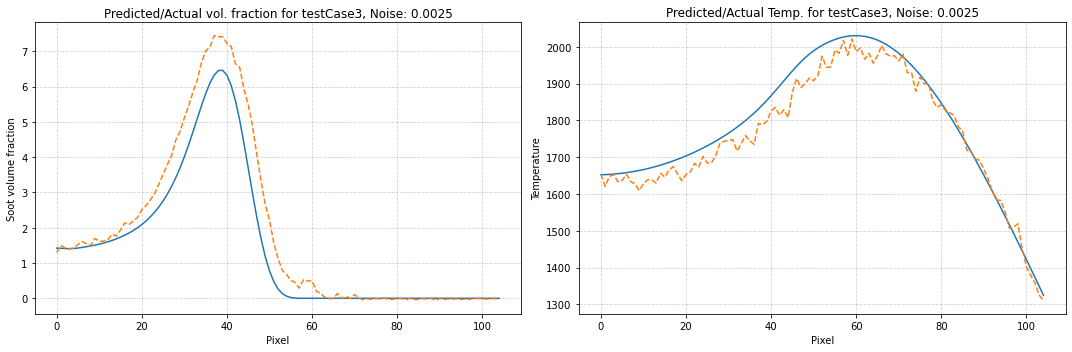 Predicted/Actual vol. fraction for testCase3, Noise: 0.0025
Soot volume fraction
7
6
5
4
3
2
1
0
0 20 40 60 80 100
Pixel
Predicted/Actual Temp. for testCase3, Noise: 0.0025
Temperature
2000
1900
1800
1700
1600
1500
1400
1300
0 20 40 60 80 100
Pixel